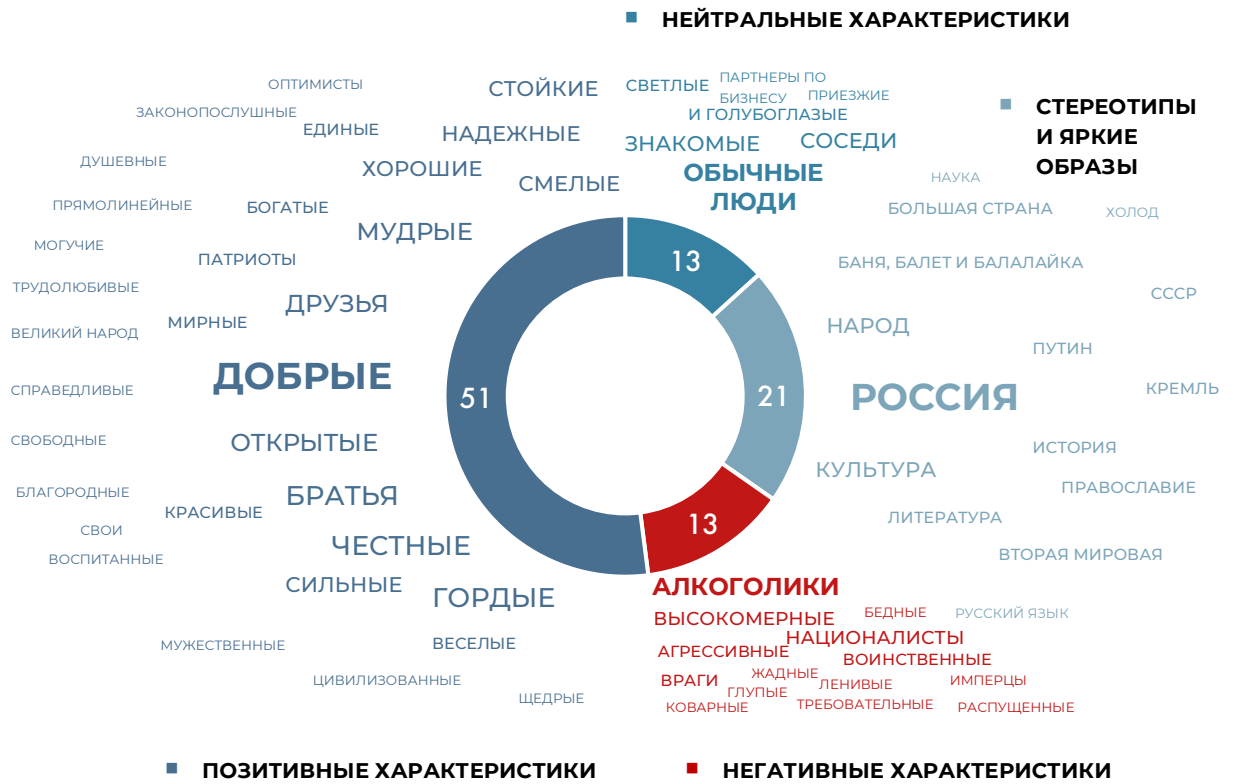 НЕЙТРАЛЬНЫЕ ХАРАКТЕРИСТИКИ
СТЕРЕОТИПЫ
И ЯРКИЕ
ОБРАЗЫ
ОПТИМИСТЫ
СТОЙКИЕ
ЗАКОНОПОСЛУШНЫЕ
ЕДИНЫЕ
НАДЕЖНЫЕ
ДУШЕВНЫЕ
ХОРОШИЕ
СМЕЛЫЕ
ПРЯМОЛИНЕЙНЫЕ
БОГАТЫЕ
МУДРЫЕ
МОГУЧИЕ
ПАТРИОТЫ
ТРУДОЛЮБИВЫЕ
ДРУЗЬЯ
ВЕЛИКИЙ НАРОД
МИРНЫЕ
ДОБРЫЕ
СПРАВЕДЛИВЫЕ
СВОБОДНЫЕ
ОТКРЫТЫЕ
БЛАГОРОДНЫЕ
БРАТЬЯ
КРАСИВЫЕ
СВОИ
ВОСПИТАННЫЕ
ЧЕСТНЫЕ
СИЛЬНЫЕ
ГОРДЫЕ
МУЖЕСТВЕННЫЕ
ВЕСЕЛЫЕ
ЦИВИЛИЗОВАННЫЕ
ЩЕДРЫЕ
СВЕТЛЫЕ
И ГОЛУБОГЛАЗЫЕ
ПАРТНЕРЫ ПО
БИЗНЕСУ
ПРИЕЗЖИЕ
ЗНАКОМЫЕ
СОСЕДИ
ОБЫЧНЫЕ
ЛЮДИ
НАУКА
БОЛЬШАЯ СТРАНА
ХОЛОД
БАНЯ, БАЛЕТ И БАЛАЛАЙКА
СССР
НАРОД
ПУТИН
РОССИЯ
КРЕМЛЬ
ИСТОРИЯ
КУЛЬТУРА
ПРАВОСЛАВИЕ
ЛИТЕРАТУРА
ВТОРАЯ МИРОВАЯ
РУССКИЙ ЯЗЫК
13
21
13
51
АЛКОГОЛИКИ
ВЫСОКОМЕРНЫЕ
БЕДНЫЕ
НАЦИОНАЛИСТЫ
АГРЕССИВНЫЕ
ВОИНСТВЕННЫЕ
ВРАГИ
ЖАДНЫЕ
ЛЕНИВЫЕ
ИМПЕРЦЫ
ГЛУПЫЕ
КОВАРНЫЕ
ТРЕБОВАТЕЛЬНЫЕ
РАСПУЩЕННЫЕ
ПОЗИТИВНЫЕ ХАРАКТЕРИСТИКИ
НЕГАТИВНЫЕ ХАРАКТЕРИСТИКИ